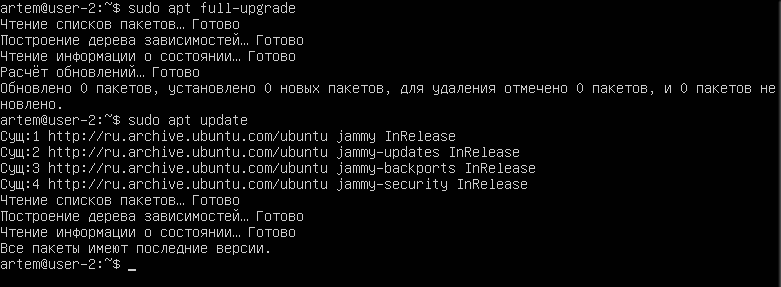 artem@user-2:~$ sudo apt full-upgrade
Чтение списков пакетов… Готово
Построение дерева зависимостей… Готово
Чтение информации о состоянии… Готово
Расчёт обновлений… Готово
Обновлено 0 пакетов, установлено 0 новых пакетов, для удаления отмечено 0 пакетов, и 0 пакетов не
новлено.
artem@user-2:~$ sudo apt update
Сущ:1 http://ru.archive.ubuntu.com/ubuntu jammy InRelease
Сущ:2 http://ru.archive.ubuntu.com/ubuntu jammy-updates InRelease
Сущ:3 http://ru.archive.ubuntu.com/ubuntu jammy-backports InRelease
Сущ:4 http://ru.archive.ubuntu.com/ubuntu jammy-security InRelease
Чтение списков пакетов… Готово
Построение дерева зависимостей… Готово
Чтение информации о состоянии… Готово
Все пакеты имеют последние версии.
artem@user-2:~$ _